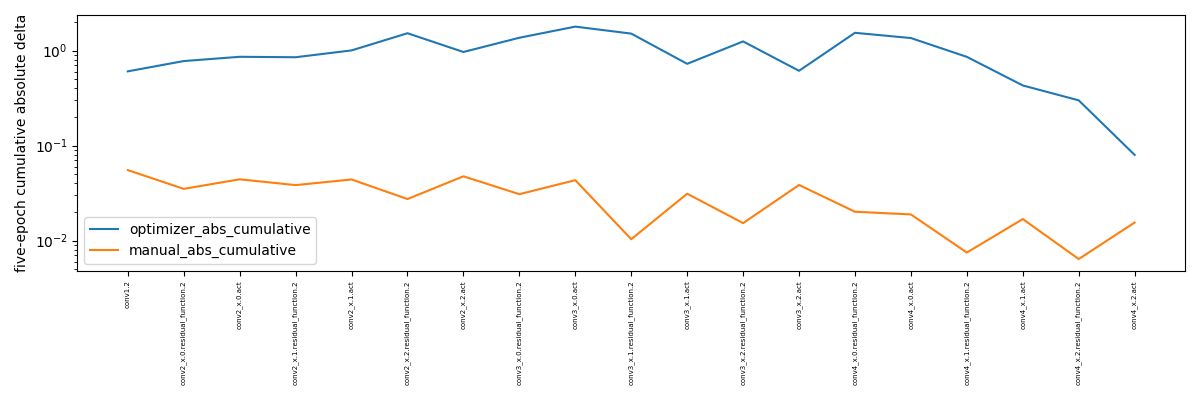 five-epoch cumulative absolute delta
10^0
10^-1
10^-2
optimizer_abs_cumulative
manual_abs_cumulative
conv1.2
conv2_x.0.residual_function.2
conv2_x.0.act
conv2_x.1.residual_function.2
conv2_x.1.act
conv2_x.2.residual_function.2
conv2_x.2.act
conv3_x.0.residual_function.2
conv3_x.0.act
conv3_x.1.residual_function.2
conv3_x.1.act
conv3_x.2.residual_function.2
conv3_x.2.act
conv4_x.0.residual_function.2
conv4_x.0.act
conv4_x.1.residual_function.2
conv4_x.1.act
conv4_x.2.residual_function.2
conv4_x.2.act